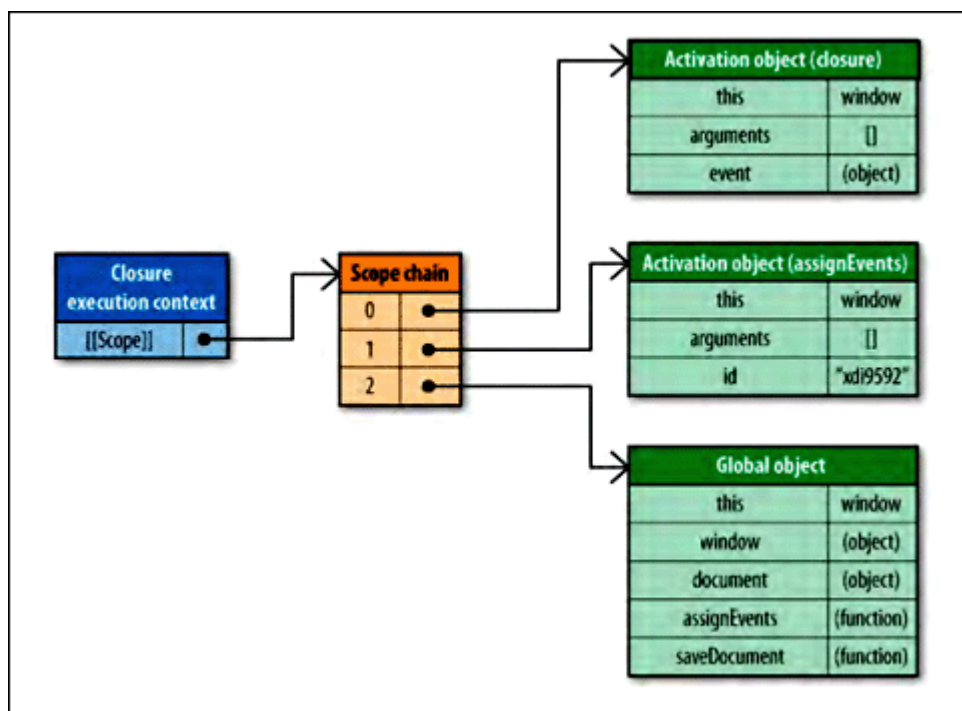 Activation object (closure)
this window
arguments []
event (object)
Closure
execution context
[[Scope]]
Scope chain
0
1
2
Activation object (assignEvents)
this window
arguments []
id "xdi9592"
Global object
this window
window (object)
document (object)
assignEvents (function)
saveDocument (function)